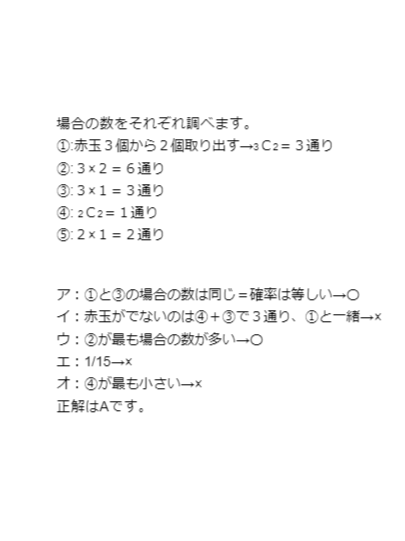 場合の数をそれぞれ調べます。
①:赤玉３個から２個取り出す→₃Ｃ₂＝３通り
②:３×２＝６通り
③:３×１＝３通り
④: ₂Ｃ₂＝１通り
⑤:２×１＝２通り
ア：①と③の場合の数は同じ＝確率は等しい→〇
イ：赤玉がでないのは④＋③で３通り、①と一緒→×
ウ：②が最も場合の数が多い→〇
エ：1/15→×
オ：④が最も小さい→×
正解はAです。